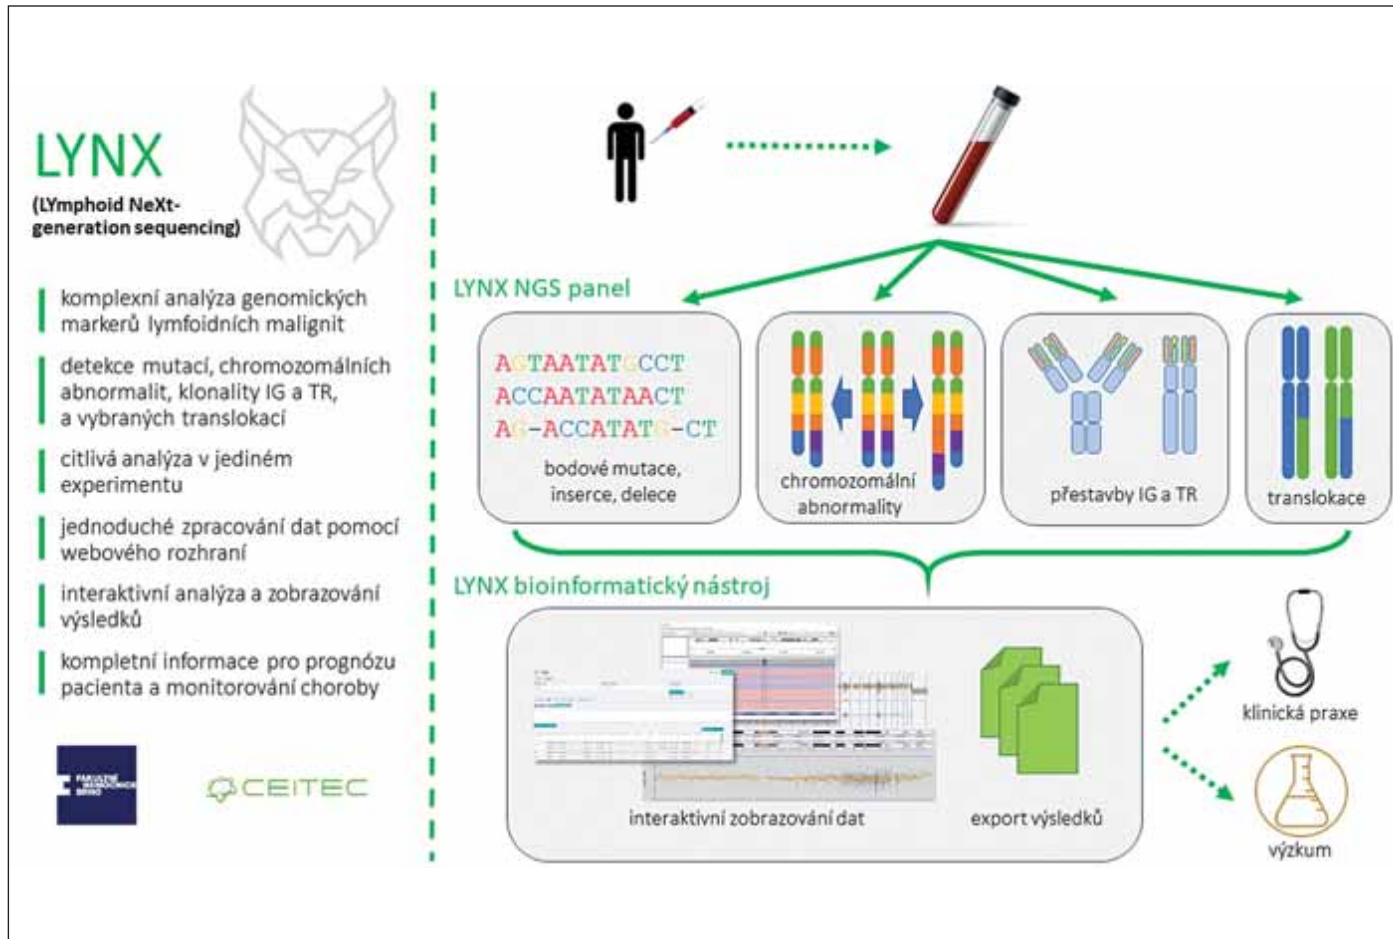 LYNX
(LYmphoid NeXt-
generation sequencing)
komplexní analýza genomických
markerů lymfoidních malignit
detekce mutací, chromozomálních
abnormalit, klonality IG a TR,
a vybraných translokací
citlivá analýza v jediném
experimentu
jednoduché zpracování dat pomocí
webového rozhraní
interaktivní analýza a zobrazování
výsledků
kompletní informace pro prognózu
pacienta a monitorování choroby
FAKULTNÍ
NEMOCNICE
BRNO
CEITEC
LYNX NGS panel
AGTAATATGCCT
ACCAATATAACT
AG-ACCATATG-CT
bodové mutace,
inserce, delece
chromozomální
abnormality
přestavby IG a TR
translokace
LYNX bioinformatický nástroj
interaktivní zobrazování dat
export výsledků
klinická praxe
výzkum